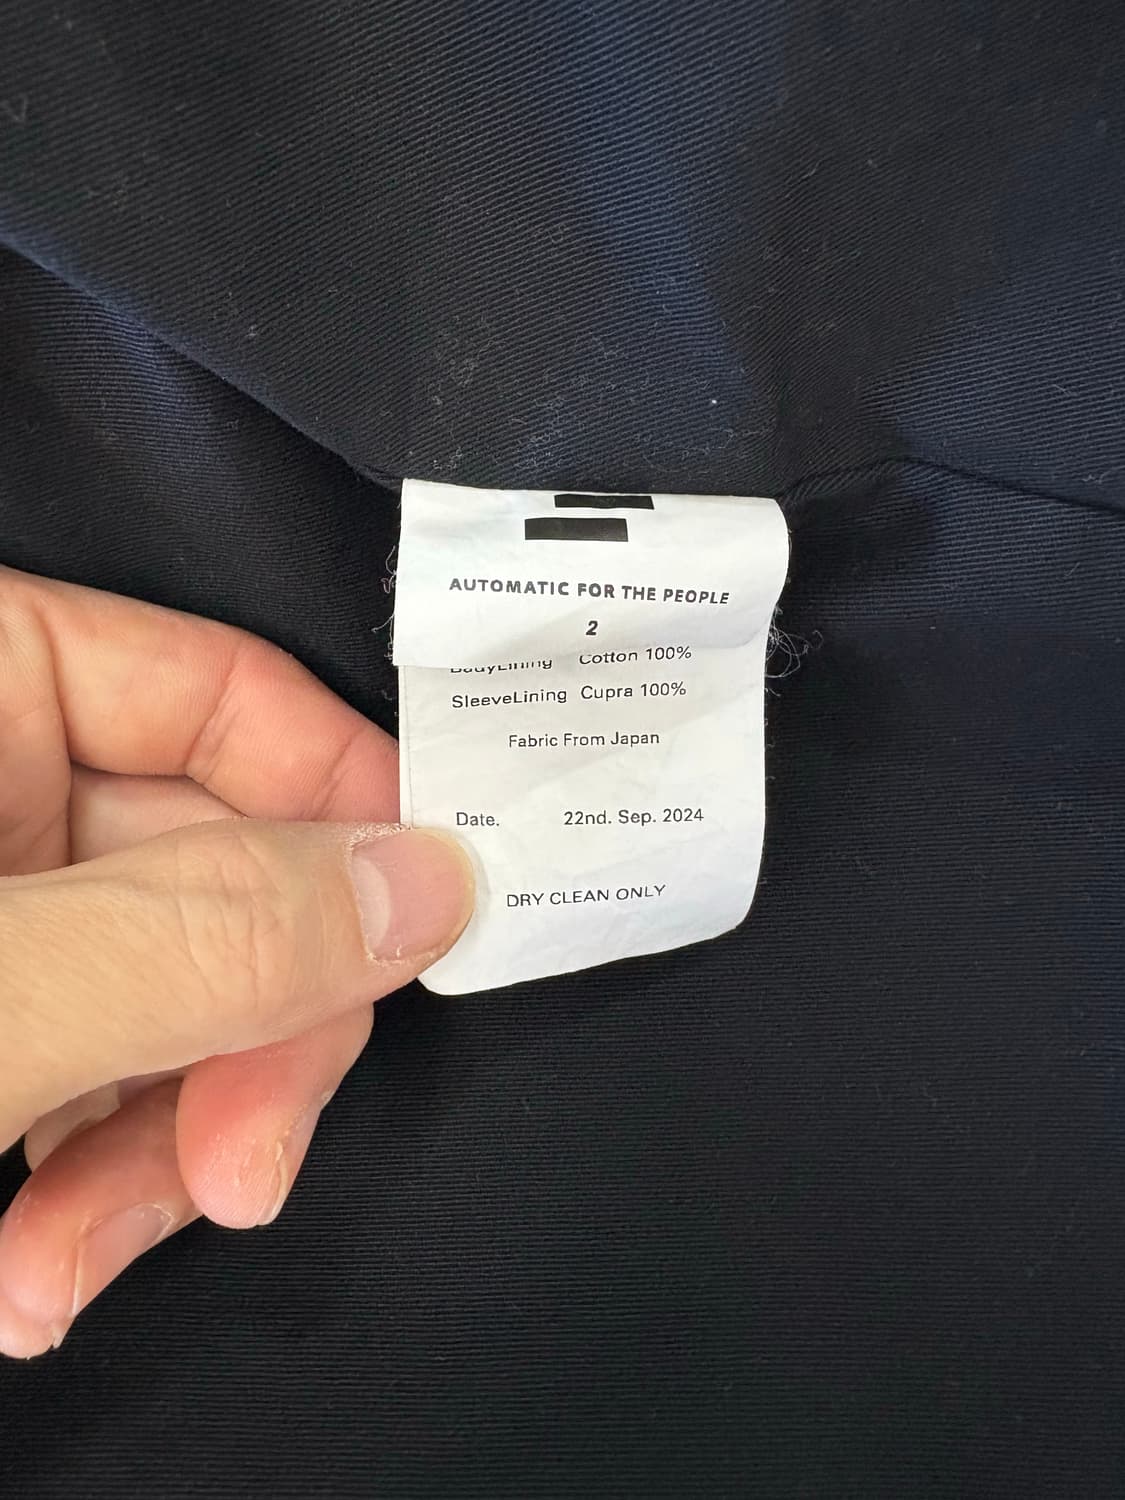 AUTOMATIC FOR THE PEOPLE
2
BodyLining Cotton 100%
SleeveLining Cupra 100%
Fabric From Japan
Date. 22nd. Sep. 2024
DRY CLEAN ONLY